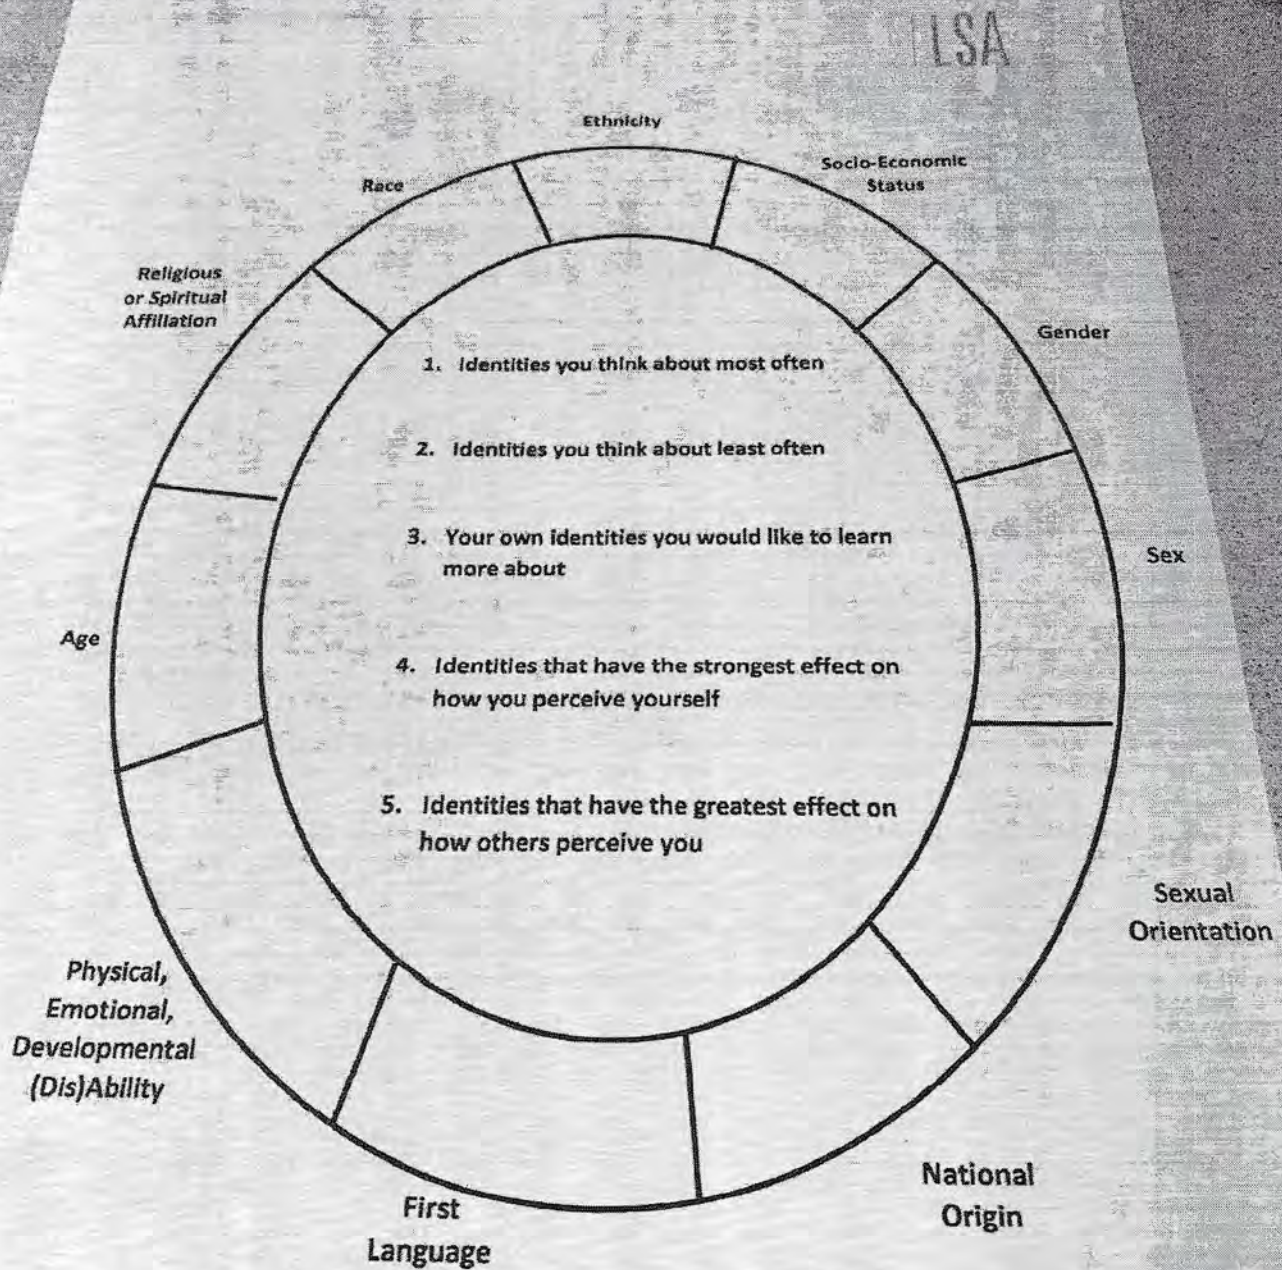 LSA
Ethnicity
Socio-Economic
Status
Race
Religious
or Spiritual
Affiliation
Gender
1. Identities you think about most often
2. Identities you think about least often
3. Your own identities you would like to learn
more about
Sex
Age
4. Identities that have the strongest effect on
how you perceive yourself
5. Identities that have the greatest effect on
how others perceive you
Sexual
Orientation
Physical,
Emotional,
Developmental
(Dis)Ability
National
Origin
First
Language